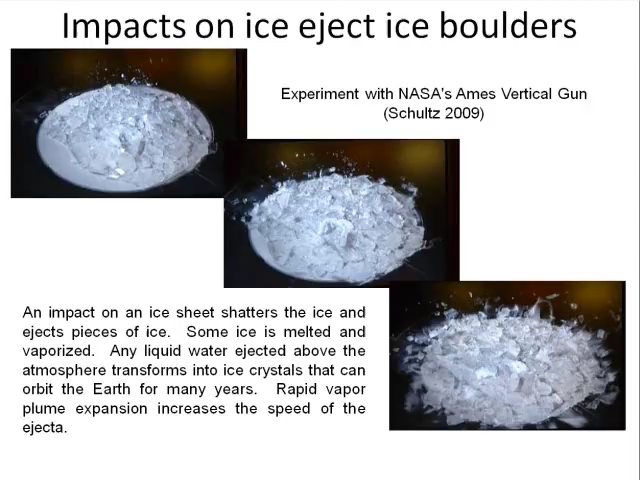 Impacts on ice eject ice boulders
Experiment with NASA's Ames Vertical Gun
(Schultz 2009)
An impact on an ice sheet shatters the ice and
ejects pieces of ice. Some ice is melted and
vaporized. Any liquid water ejected above the
atmosphere transforms into ice crystals that can
orbit the Earth for many years. Rapid vapor
plume expansion increases the speed of the
ejecta.